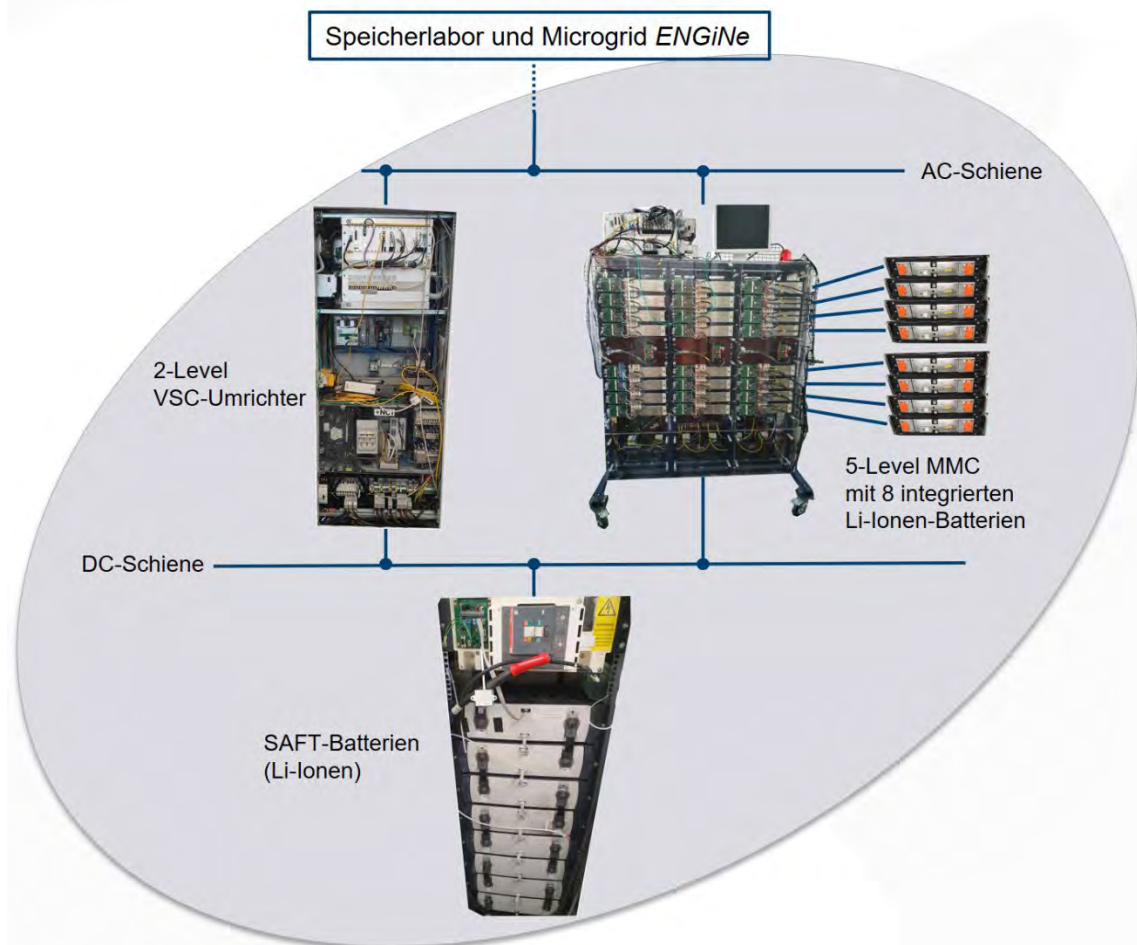 Speicherlabor und Microgrid ENGiNe
AC-Schiene
2-Level
VSC-Umrichter
5-Level MMC
mit 8 integrierten
Li-Ionen-Batterien
DC-Schiene
SAFT-Batterien
(Li-Ionen)